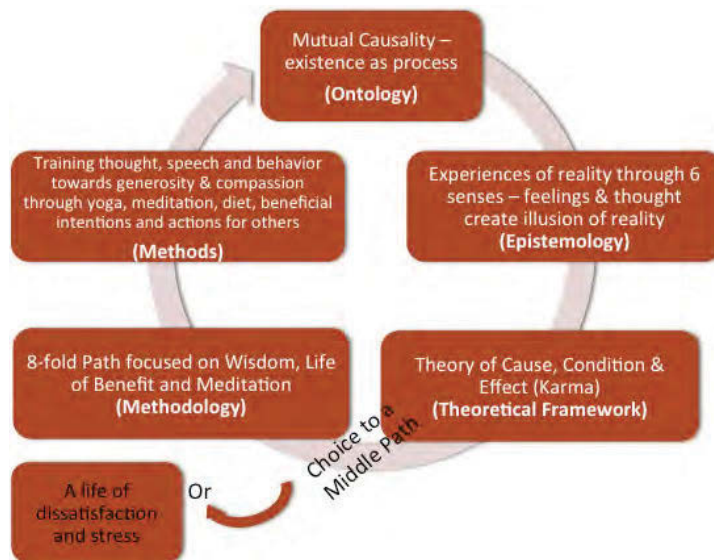 Mutual Causality –
existence as process
(Ontology)
Experiences of reality through 6
senses – feelings & thought
create illusion of reality
(Epistemology)
Theory of Cause, Condition &
Effect (Karma)
(Theoretical Framework)
Choice to a
Middle Path
Or
A life of
dissatisfaction
and stress
8-fold Path focused on Wisdom, Life
of Benefit and Meditation
(Methodology)
Training thought, speech and behavior
towards generosity & compassion
through yoga, meditation, diet, beneficial
intentions and actions for others
(Methods)